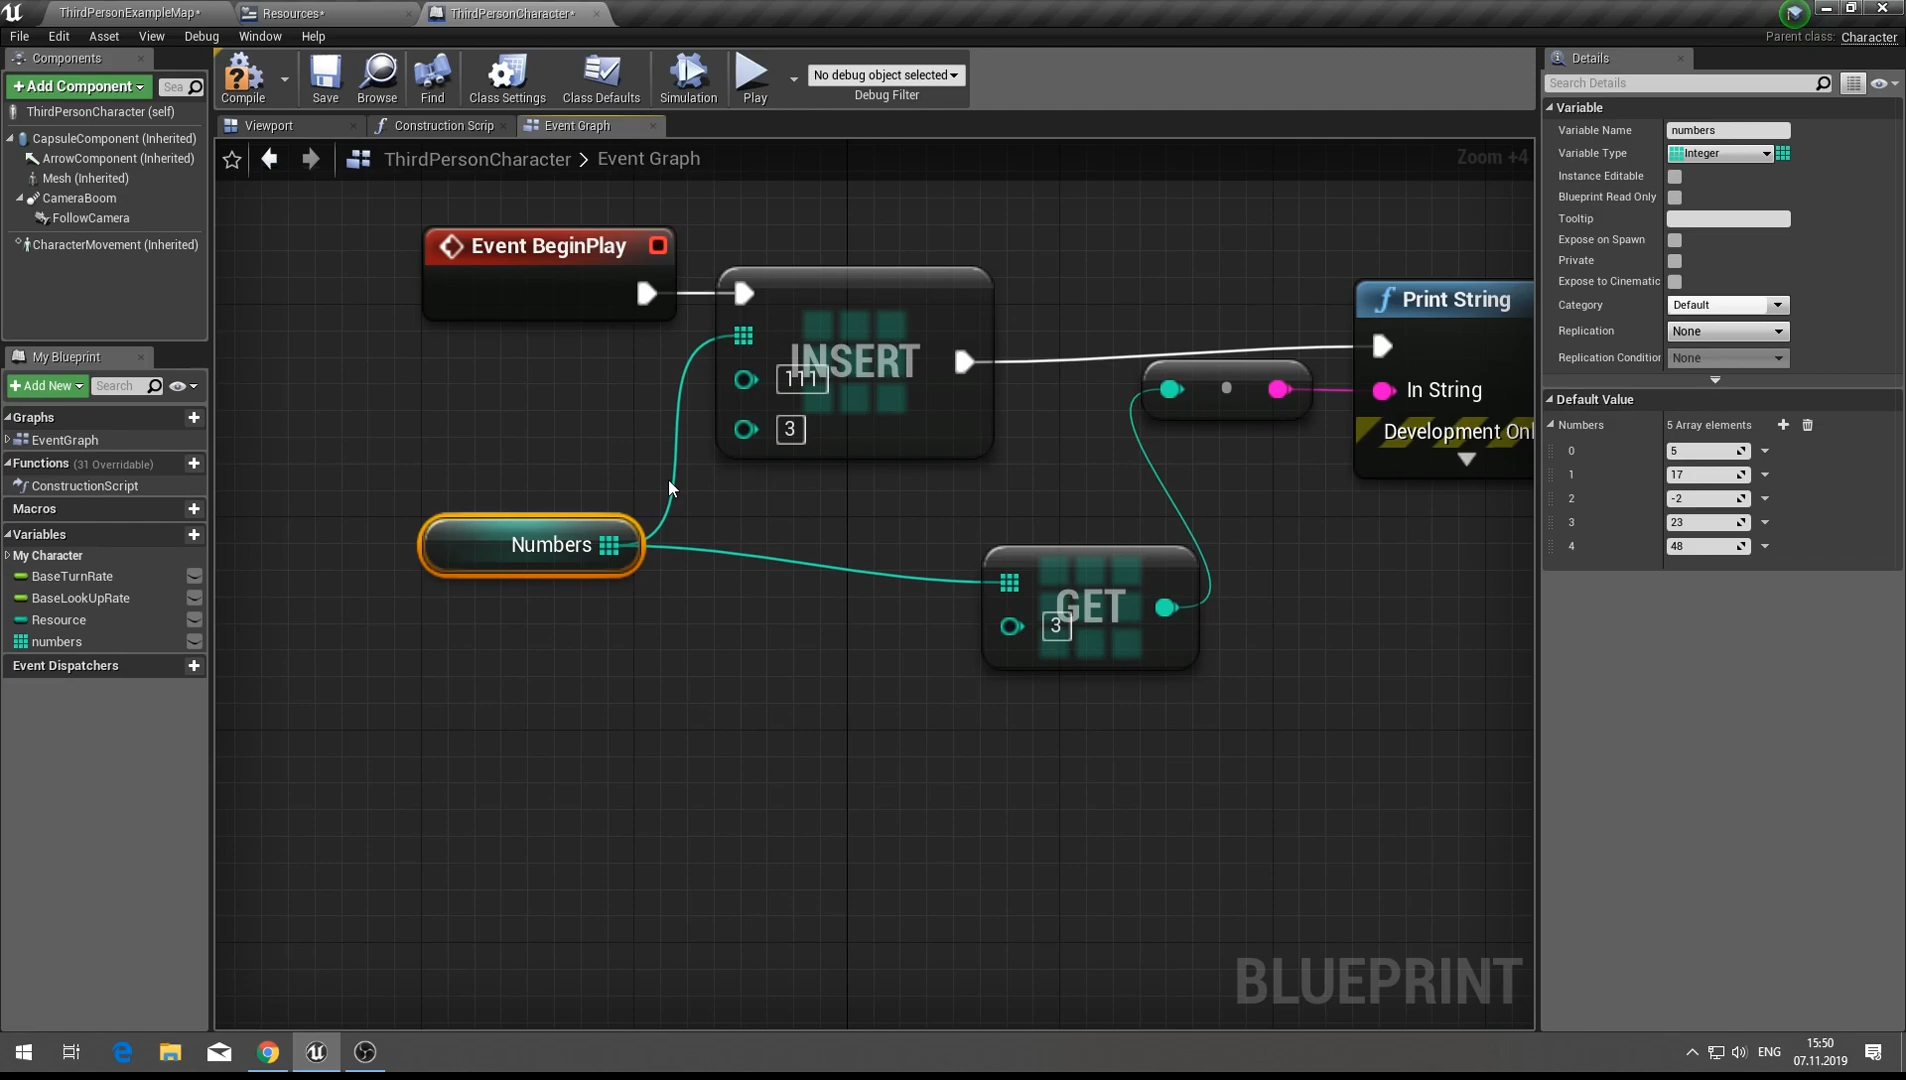 ThirdPersonExampleMap*
Resources*
ThirdPersonCharacter*
File Edit Asset View Debug Window Help
Parent class: Character
Components
+Add Component
Sea
ThirdPersonCharacter (self)
CapsuleComponent (Inherited)
ArrowComponent (Inherited)
Mesh (Inherited)
CameraBoom
FollowCamera
CharacterMovement (Inherited)
My Blueprint
+Add New
Search
Graphs
EventGraph
Functions (31 Overridable)
ConstructionScript
Macros
Variables
My Character
BaseTurnRate
BaseLookUpRate
Resource
numbers
Event Dispatchers
Compile
Save
Browse
Find
Class Settings
Class Defaults
Simulation
Play
No debug object selected
Debug Filter
Viewport
Construction Scrip
Event Graph
ThirdPersonCharacter > Event Graph
Zoom +4
Event BeginPlay
INSERT
111
3
Print String
In String
Development Onl
Numbers
GET
3
BLUEPRINT
Details
Search Details
Variable
Variable Name numbers
Variable Type Integer
Instance Editable
Blueprint Read Only
Tooltip
Expose on Spawn
Private
Expose to Cinematic
Category Default
Replication None
Replication Condition None
Default Value
Numbers 5 Array elements
0 5
1 17
2 -2
3 23
4 48
ENG
15:50
07.11.2019